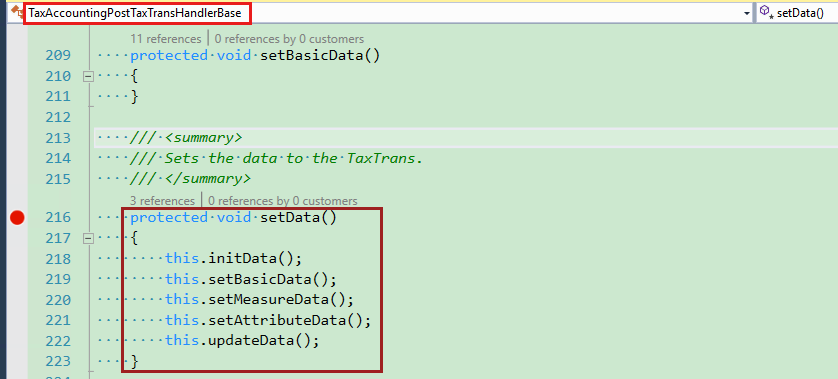 TaxAccountingPostTaxTransHandlerBase setData()
11 references | 0 references by 0 customers
209 protected void setBasicData()
210 {
211 }
212
213 /// <summary>
214 /// Sets the data to the TaxTrans.
215 /// </summary>
3 references | 0 references by 0 customers
216 protected void setData()
217 {
218 this.initData();
219 this.setBasicData();
220 this.setMeasureData();
221 this.setAttributeData();
222 this.updateData();
223 }